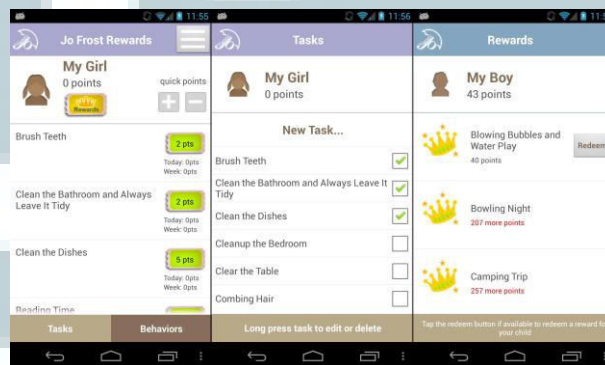 11:55
Jo Frost Rewards
My Girl
0 points
quick points
Rewards
Brush Teeth
2 pts
Today: 0pts
Week: 0pts
Clean the Bathroom and Always
Leave It Tidy
2 pts
Today: 0pts
Week: 0pts
Clean the Dishes
5 pts
Today: 0pts
Week: 0pts
Reading Time
Tasks
Behaviors
11:56
Tasks
My Girl
0 points
New Task...
Brush Teeth
Clean the Bathroom and Always Leave It
Tidy
Clean the Dishes
Cleanup the Bedroom
Clear the Table
Combing Hair
Long press task to edit or delete
Rewards
My Boy
43 points
Blowing Bubbles and
Water Play
40 points
Redeem
Bowling Night
207 more points
Camping Trip
257 more points
Tap the redeem button if available to redeem a reward for
your child